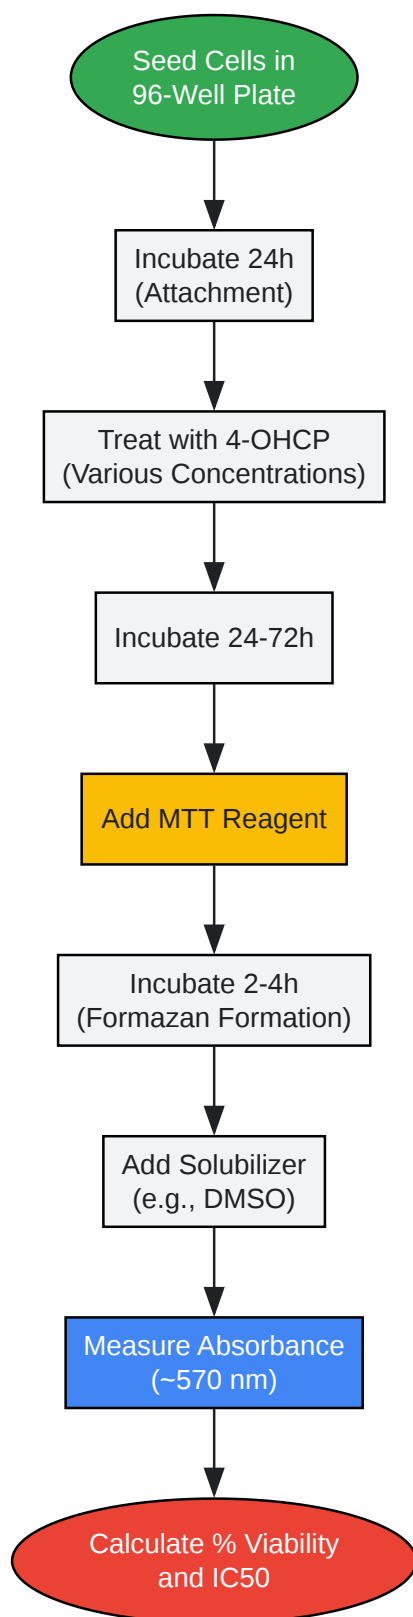 Seed Cells in
96-Well Plate
Incubate 24h
(Attachment)
Treat with 4-OHCP
(Various Concentrations)
Incubate 24-72h
Add MTT Reagent
Incubate 2-4h
(Formazan Formation)
Add Solubilizer
(e.g., DMSO)
Measure Absorbance
(~570 nm)
Calculate % Viability
and IC50